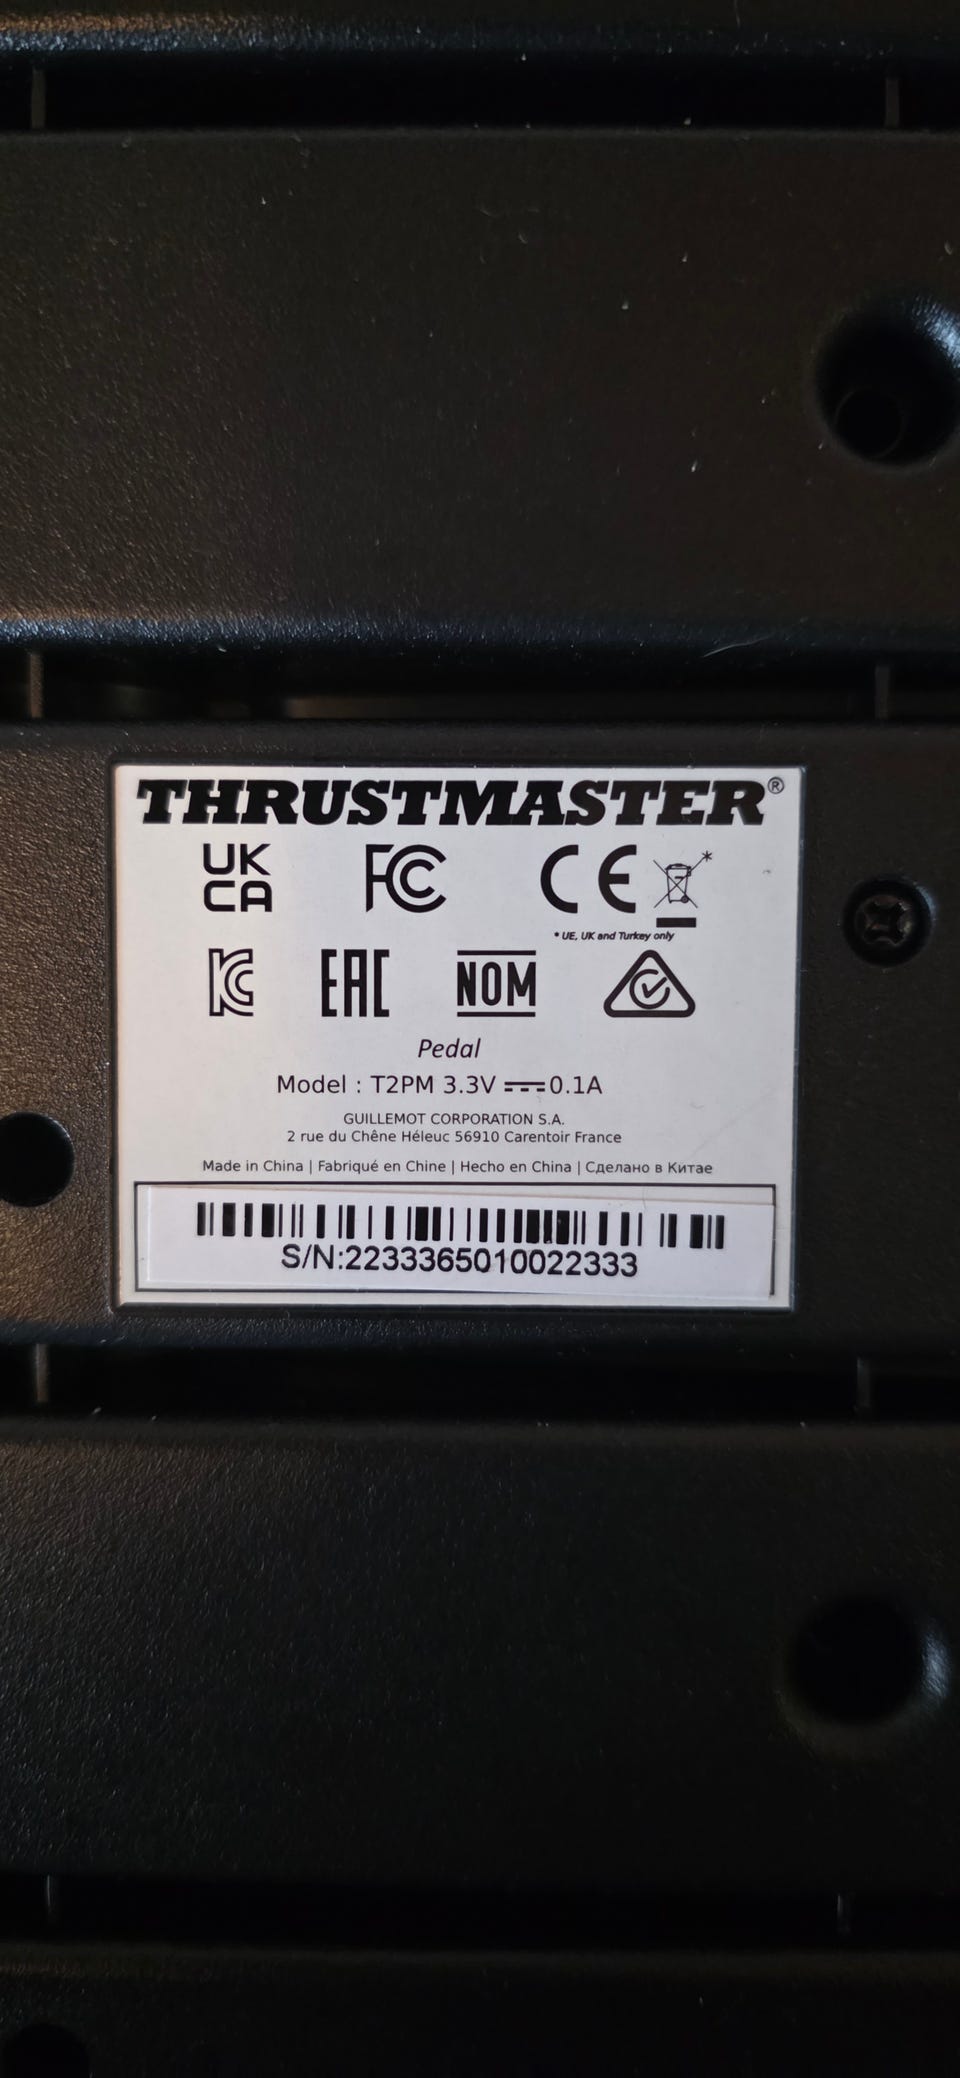 THRUSTMASTER®
UK
CA
FC
CE
*
* UE, UK and Turkey only
KC
EAC
NOM
Pedal
Model : T2PM 3.3V ⎓ 0.1A
GUILLEMOT CORPORATION S.A.
2 rue du Chêne Héleuc 56910 Carentoir France
Made in China | Fabriqué en Chine | Hecho en China | Сделано в Китае
S/N:2233365010022333